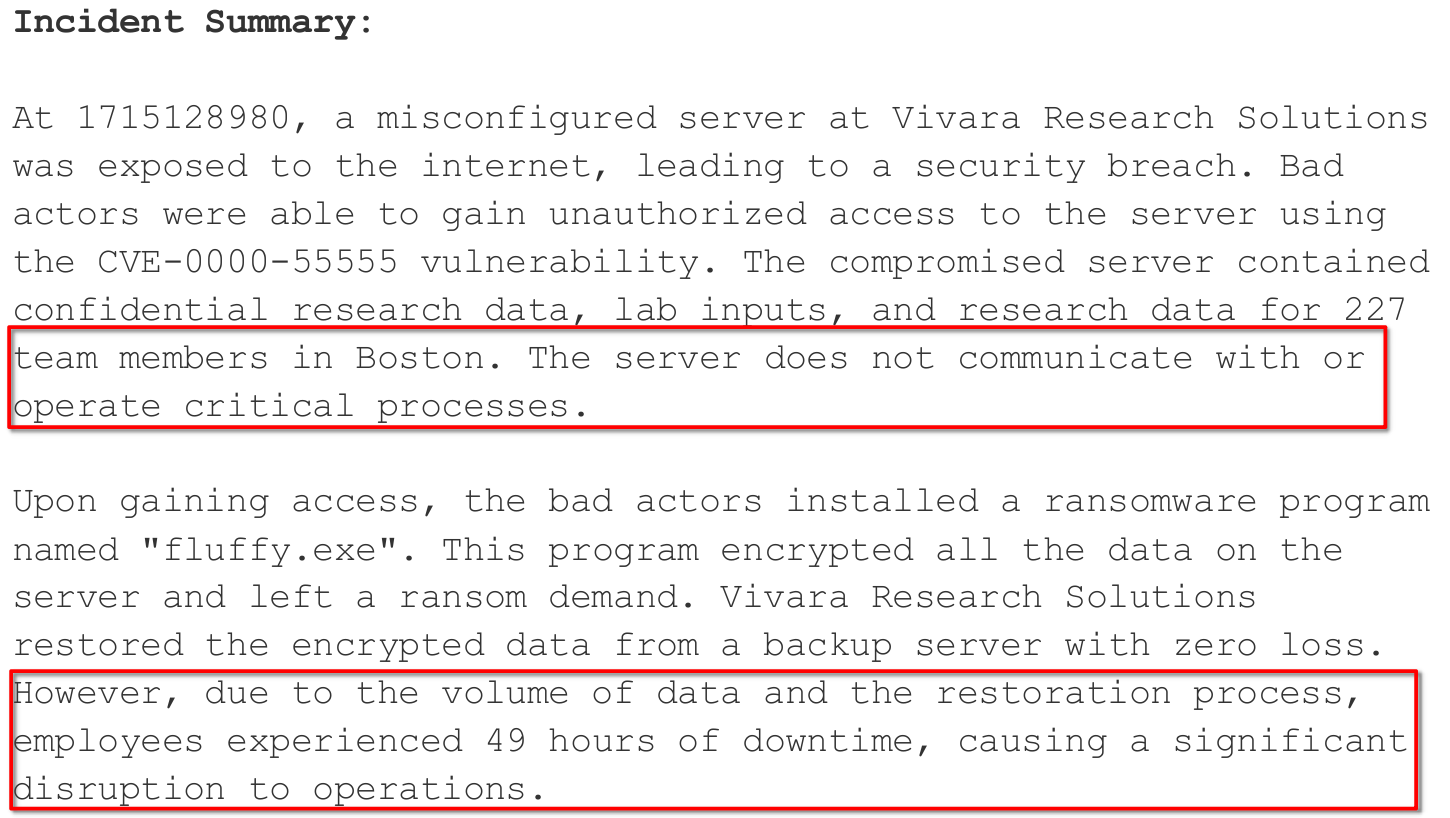 Incident Summary:
At 1715128980, a misconfigured server at Vivara Research Solutions
was exposed to the internet, leading to a security breach. Bad
actors were able to gain unauthorized access to the server using
the CVE-0000-55555 vulnerability. The compromised server contained
confidential research data, lab inputs, and research data for 227
team members in Boston. The server does not communicate with or
operate critical processes.
Upon gaining access, the bad actors installed a ransomware program
named "fluffy.exe". This program encrypted all the data on the
server and left a ransom demand. Vivara Research Solutions
restored the encrypted data from a backup server with zero loss.
However, due to the volume of data and the restoration process,
employees experienced 49 hours of downtime, causing a significant
disruption to operations.